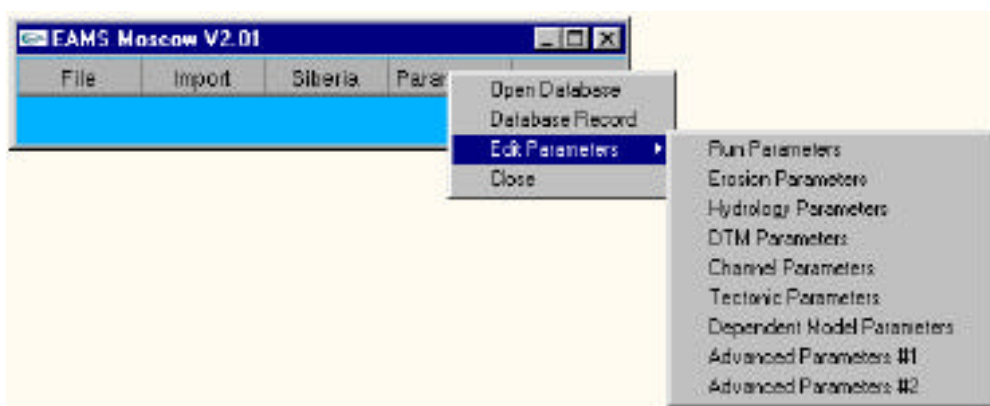 EAMS Moscow V2.01
File Import Siberia Param
Open Database
Database Record
Edit Parameters
Close
Run Parameters
Erosion Parameters
Hydrology Parameters
DTM Parameters
Channel Parameters
Tectonic Parameters
Dependent Model Parameters
Advanced Parameters #1
Advanced Parameters #2